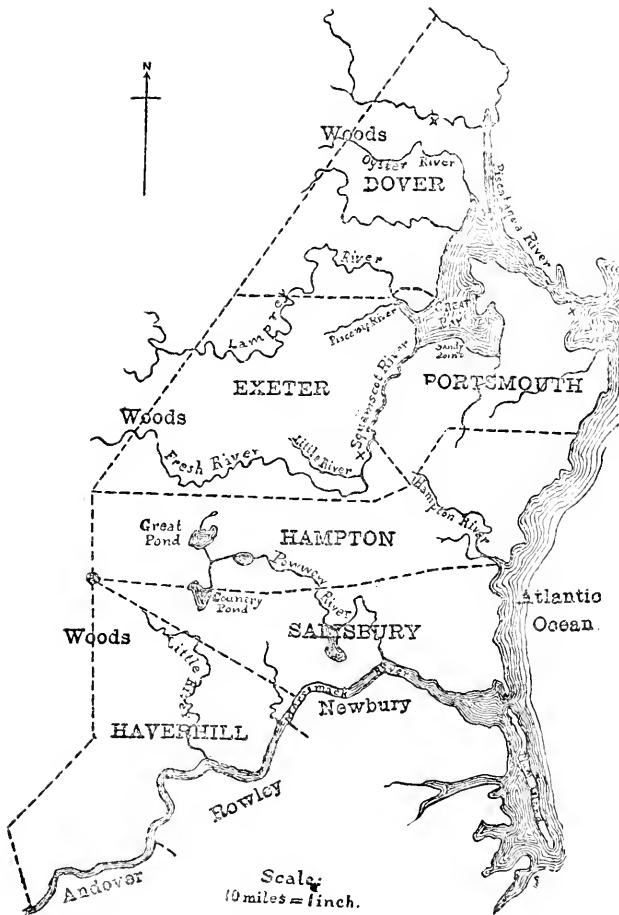 N
Woods
Oyster River
DOVER
Piscataqua River
River
Lamprey
GREAT
BAY
Sandy
Point
EXETER
Squamscot River
PORTSMOUTH
Woods
Fresh River
Little River
Hampton River
Great
Pond
HAMPTON
Powwow
River
Country
Pond
Atlantic
Ocean.
Woods
SALISBURY
Little River
Merrimack River
Newbury
HAVERHILL
Rowley
Andover
Scale:
10 miles = 1 inch.